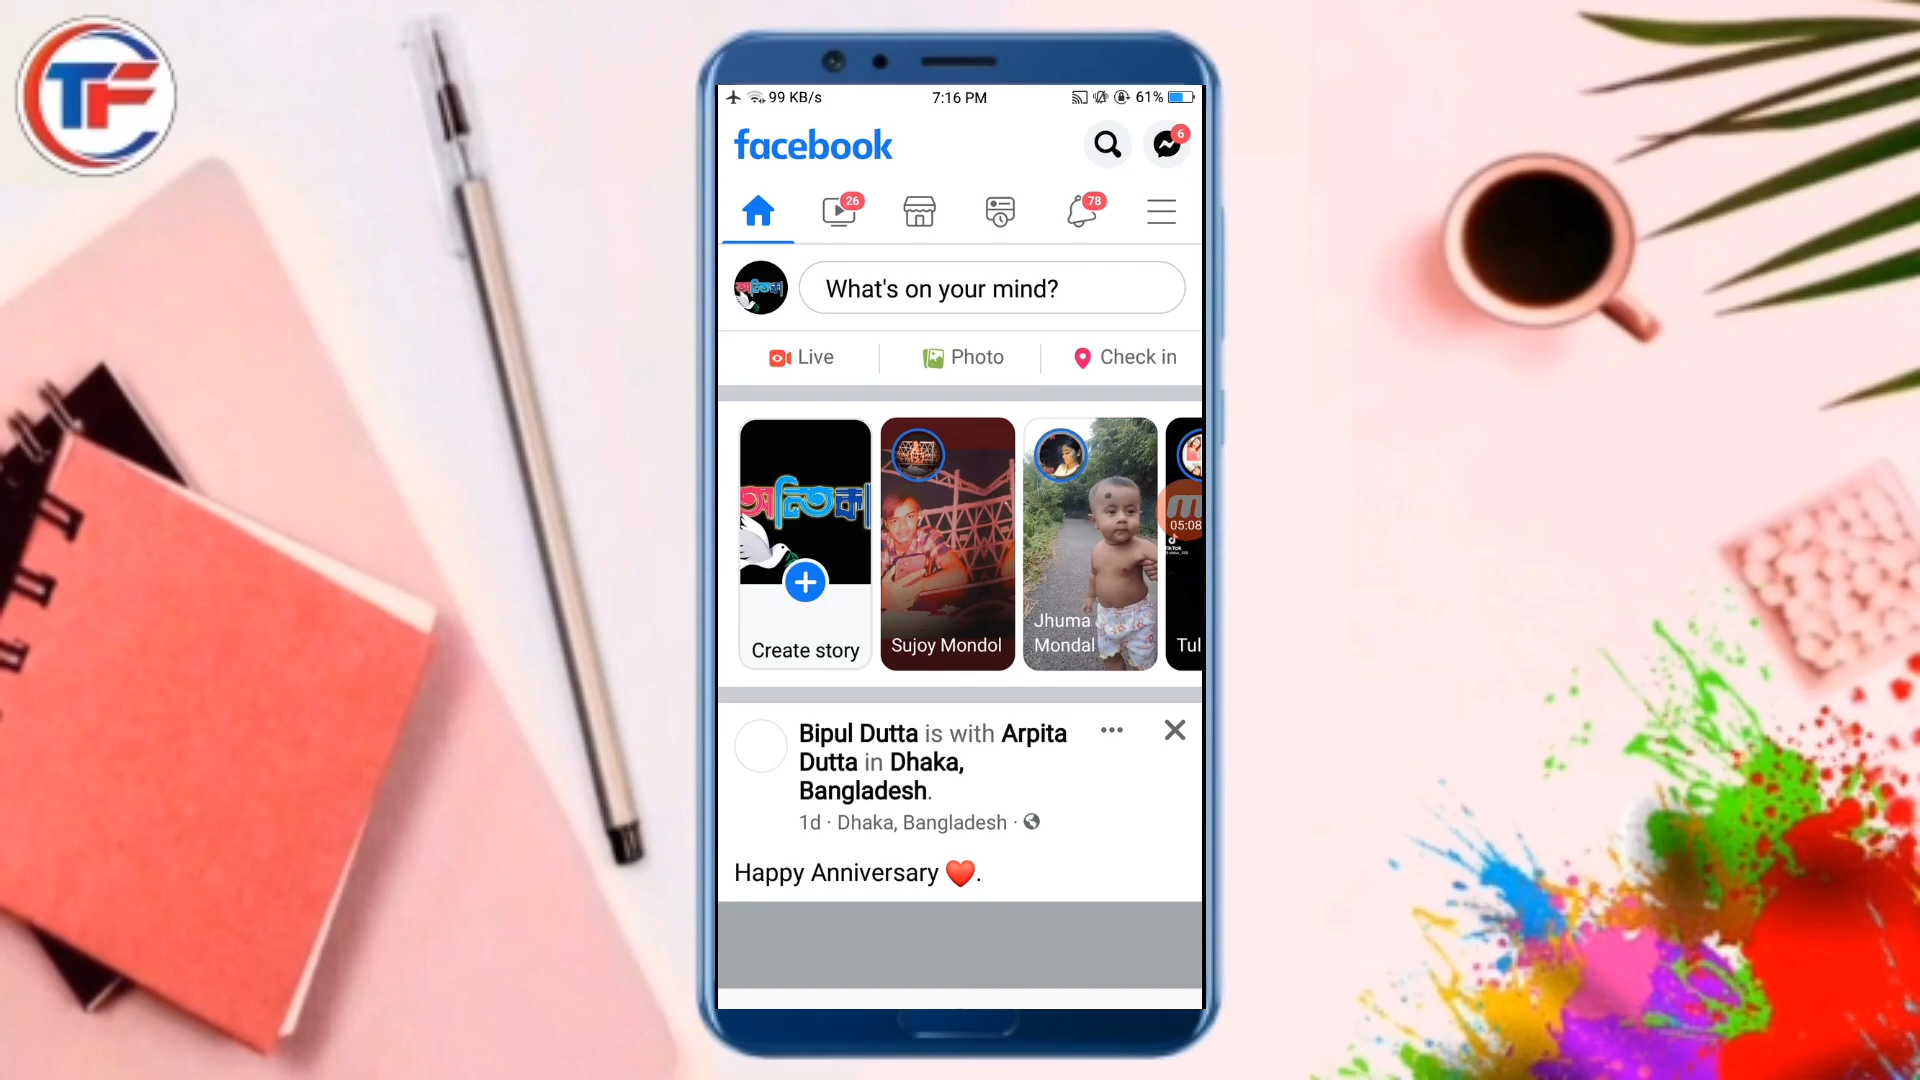 TF
99 KB/s 7:16 PM 61%
facebook
6
26
78
What's on your mind?
Live Photo Check in
অন্তিকা
Create story
Sujoy Mondol
Jhuma
Mondal
05:08
TikTok
Tul
Bipul Dutta is with Arpita
Dutta in Dhaka,
Bangladesh.
1d · Dhaka, Bangladesh ·
Happy Anniversary ❤️.